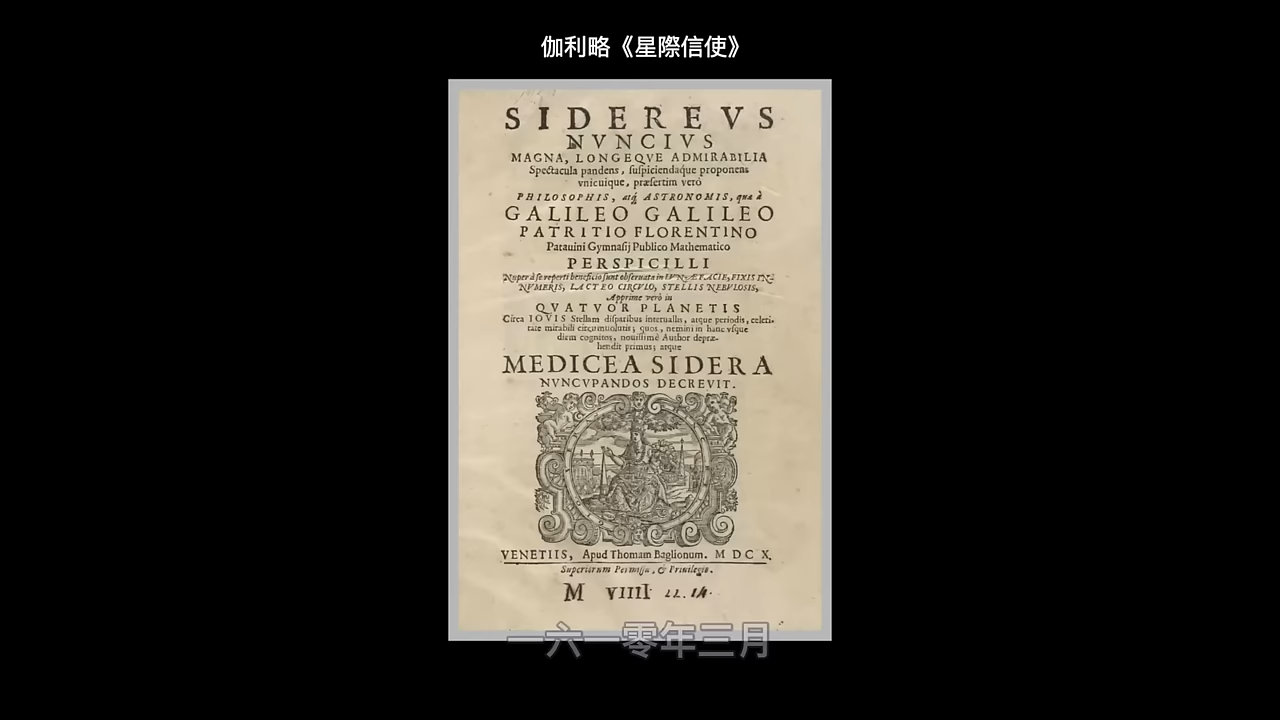 伽利略《星際信使》
SIDEREVS
NVNCIVS
MAGNA, LONGEQVE ADMIRABILIA
Spectacula pandens, suspiciendaque proponens
vnicuique, præsertim verò
PHILOSOPHIS, atq́ ASTRONOMIS, quæ à
GALILEO GALILEO
PATRITIO FLORENTINO
Patauini Gymnasij Publico Mathematico
PERSPICILLI
Nuper à se reperti beneficio sunt obseruata in LVNÆ FACIE, FIXIS IN-
NVMERIS, LACTEO CIRCVLO, STELLIS NEBVLOSIS,
Apprime verò in
QVATVOR PLANETIS
Circa IOVIS Stellam disparibus interuallis, atque periodis, celeri-
tate mirabili circumuolutis; quos, nemini in hanc vsque
diem cognitos, nouissimè Author depræ-
hendit primus; atque
MEDICEA SIDERA
NVNCVPANDOS DECREVIT.
VENETIIS, Apud Thomam Baglionum. M DC X.
Superiorum Permissu, & Priuilegio.
M VIIII
一六一零年三月